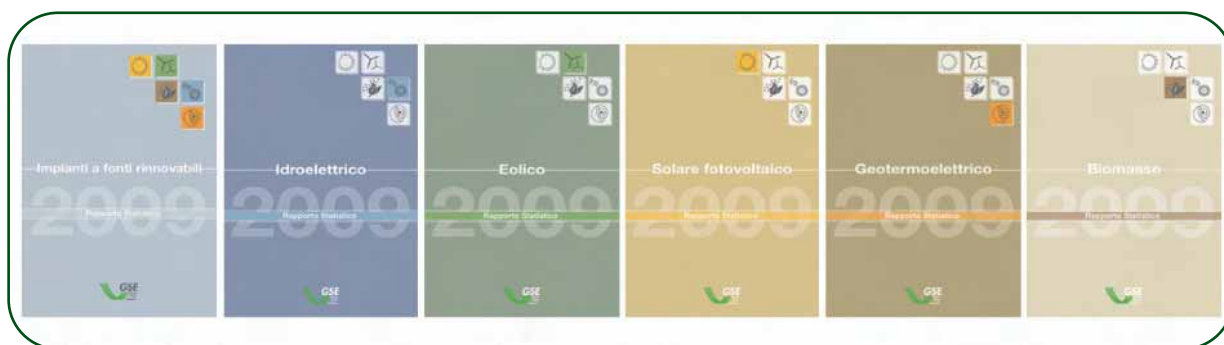 Impianti a fonti rinnovabili
2009
Rapporto Statistico
GSE
Idroelettrico
2009
Rapporto Statistico
GSE
Eolico
2009
Rapporto Statistico
GSE
Solare fotovoltaico
2009
Rapporto Statistico
GSE
Geotermoelettrico
2009
Rapporto Statistico
GSE
Biomasse
2009
Rapporto Statistico
GSE